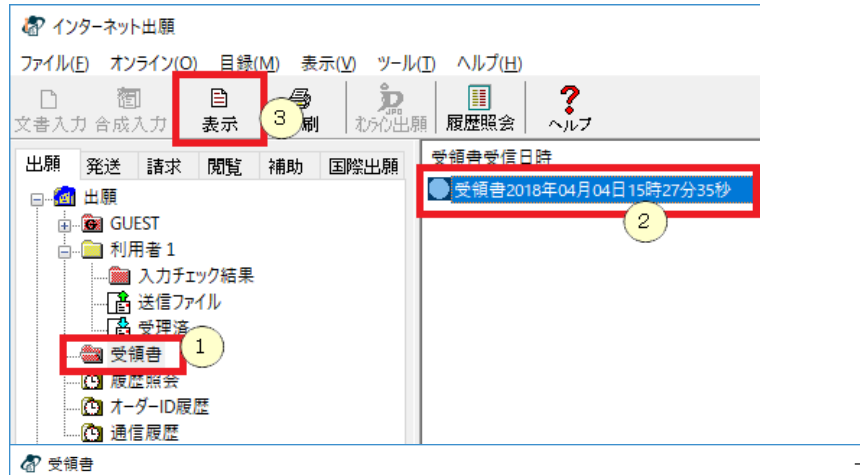 インターネット出願
ファイル(F) オンライン(O) 目録(M) 表示(V) ツール(T) ヘルプ(H)
文書入力 合成入力 表示 3 刷 オンライン出願 履歴照会 ヘルプ
出願 発送 請求 閲覧 補助 国際出願
受領書受信日時
受領書2018年04月04日15時27分35秒
2
出願
GUEST
利用者1
入力チェック結果
送信ファイル
受理済
受領書 1
履歴照会
オーダーID履歴
通信履歴
受領書